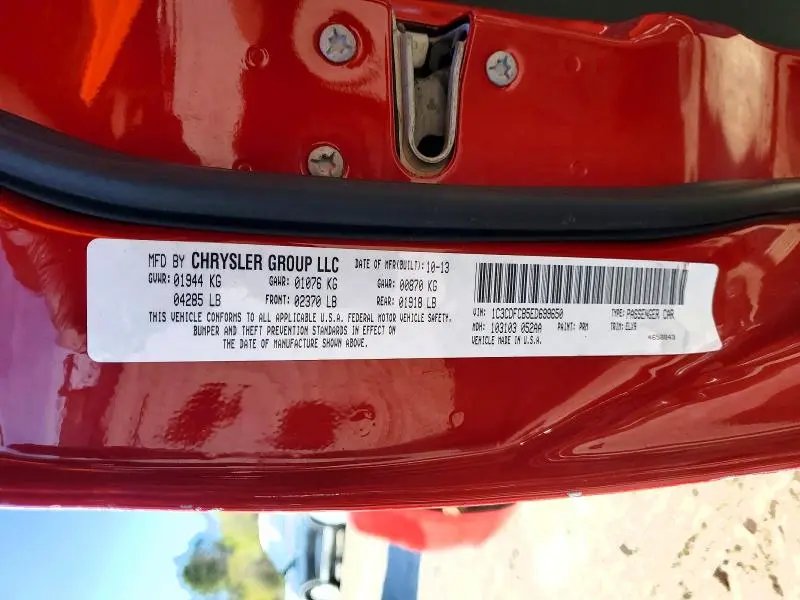 MFD BY CHRYSLER GROUP LLC DATE OF MFR(BUILT): 10-13
GVWR: 01944 KG GAWR: 01076 KG GAWR: 00870 KG
04285 LB FRONT: 02370 LB REAR: 01918 LB
THIS VEHICLE CONFORMS TO ALL APPLICABLE U.S.A. FEDERAL MOTOR VEHICLE SAFETY,
BUMPER AND THEFT PREVENTION STANDARDS IN EFFECT ON
THE DATE OF MANUFACTURE SHOWN ABOVE.
VIN: 1C3CDFCB5ED689650 TYPE: PASSENGER CAR
MDH: 103103 052AA PAINT: PRM TRIM: ELX9
VEHICLE MADE IN U.S.A. 4658043